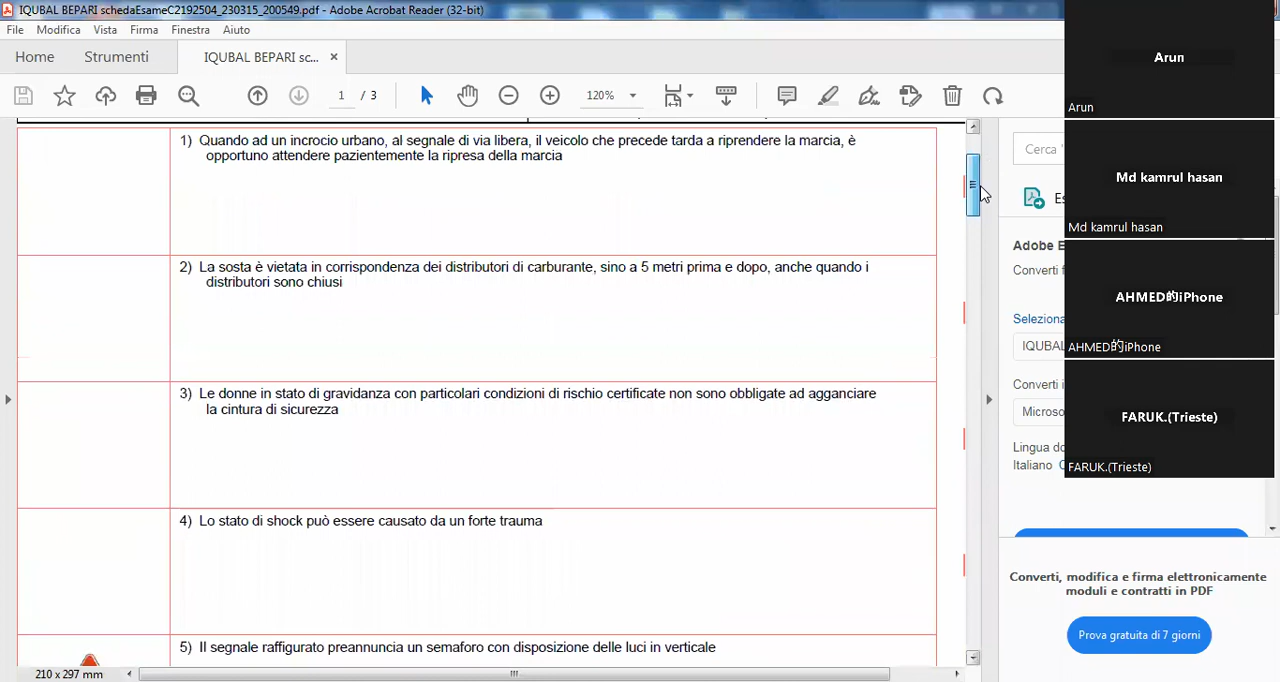 IQUBAL BEPARI schedaEsameC2192504_230315_200549.pdf - Adobe Acrobat Reader (32-bit)
File Modifica Vista Firma Finestra Aiuto
Home Strumenti IQUBAL BEPARI sc... ×
1 / 3 120%
1) Quando ad un incrocio urbano, al segnale di via libera, il veicolo che precede tarda a riprendere la marcia, è
opportuno attendere pazientemente la ripresa della marcia
2) La sosta è vietata in corrispondenza dei distributori di carburante, sino a 5 metri prima e dopo, anche quando i
distributori sono chiusi
3) Le donne in stato di gravidanza con particolari condizioni di rischio certificate non sono obbligate ad agganciare
la cintura di sicurezza
4) Lo stato di shock può essere causato da un forte trauma
5) Il segnale raffigurato preannuncia un semaforo con disposizione delle luci in verticale
210 x 297 mm
Cerca
Es
Adobe E
Converti f
Seleziona
IQUBAL
Converti i
Microso
Lingua do
Italiano
Converti, modifica e firma elettronicamente
moduli e contratti in PDF
Prova gratuita di 7 giorni
Arun
Arun
Md kamrul hasan
Md kamrul hasan
AHMED的iPhone
AHMED的iPhone
FARUK.(Trieste)
FARUK.(Trieste)